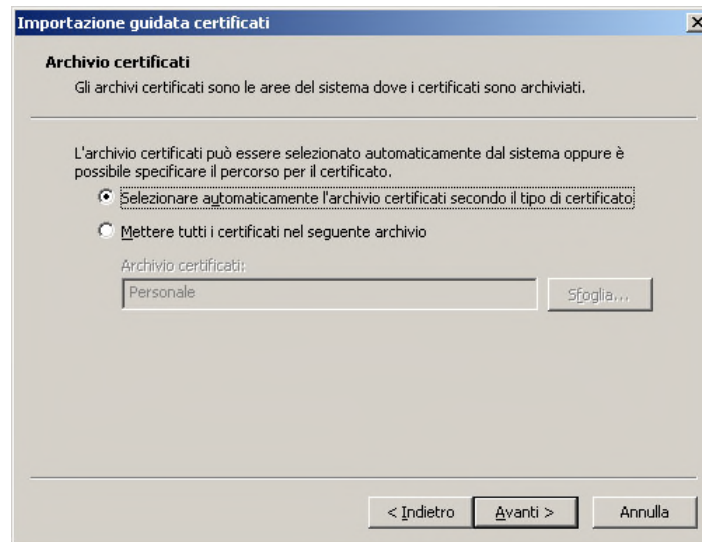 Importazione guidata certificati
Archivio certificati
Gli archivi certificati sono le aree del sistema dove i certificati sono archiviati.
L'archivio certificati può essere selezionato automaticamente dal sistema oppure è
possibile specificare il percorso per il certificato.
Selezionare automaticamente l'archivio certificati secondo il tipo di certificato
Mettere tutti i certificati nel seguente archivio
Archivio certificati:
Personale
Sfoglia...
< Indietro
Avanti >
Annulla